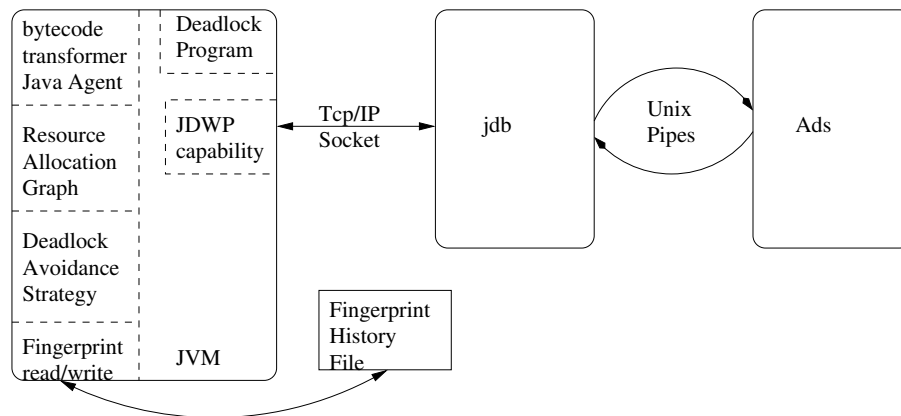 bytecode
transformer
Java Agent
Deadlock
Program
Resource
Allocation
Graph
JDWP
capability
Deadlock
Avoidance
Strategy
Fingerprint
read/write
JVM
Tcp/IP
Socket
jdb
Unix
Pipes
Ads
Fingerprint
History
File